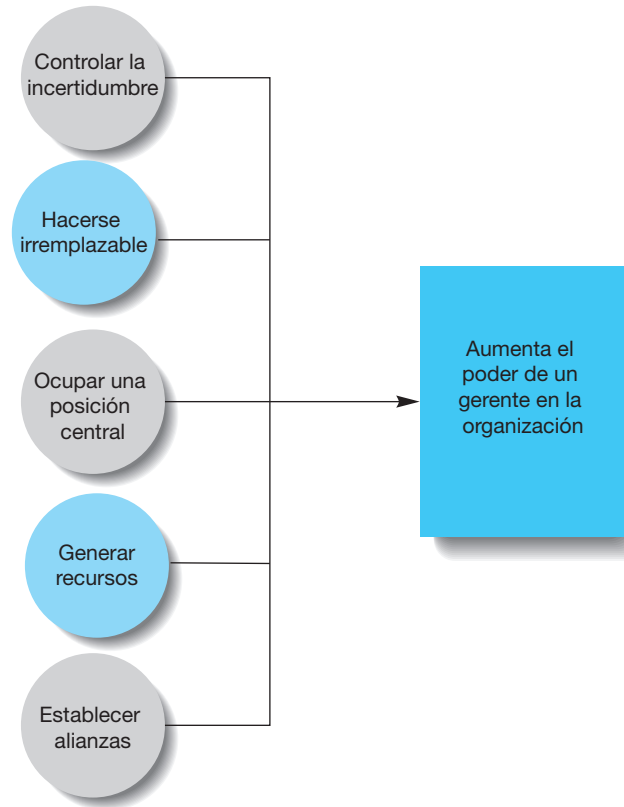 Controlar la
incertidumbre
Hacerse
irremplazable
Ocupar una
posición
central
Generar
recursos
Establecer
alianzas
Aumenta el
poder de un
gerente en la
organización